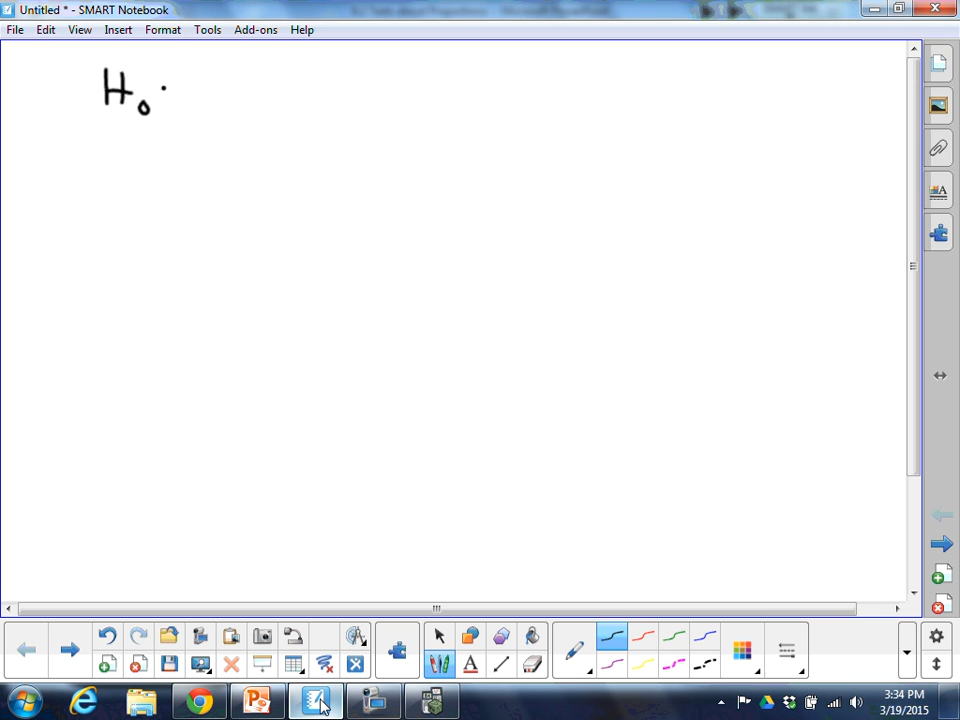 Untitled * - SMART Notebook
File Edit View Insert Format Tools Add-ons Help
H₀ ·
3:34 PM
3/19/2015